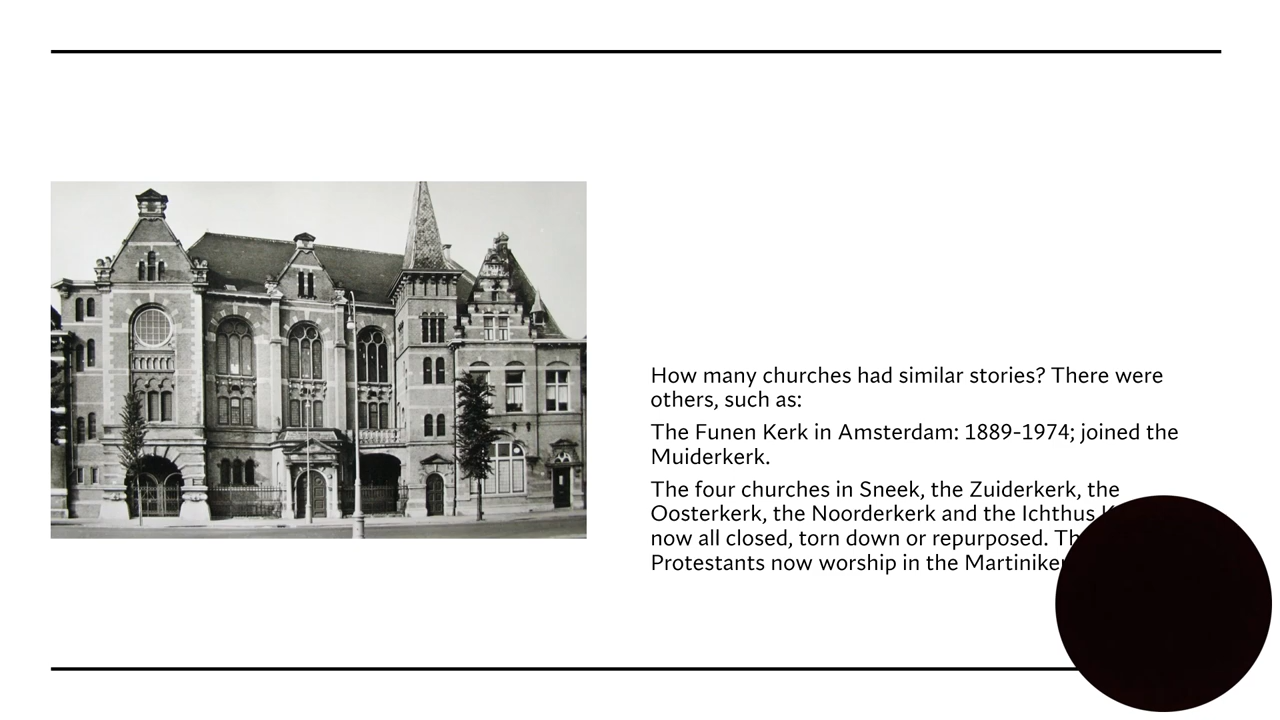 How many churches had similar stories? There were
others, such as:
The Funen Kerk in Amsterdam: 1889-1974; joined the
Muiderkerk.
The four churches in Sneek, the Zuiderkerk, the
Oosterkerk, the Noorderkerk and the Ichthus
now all closed, torn down or repurposed.
Protestants now worship in the